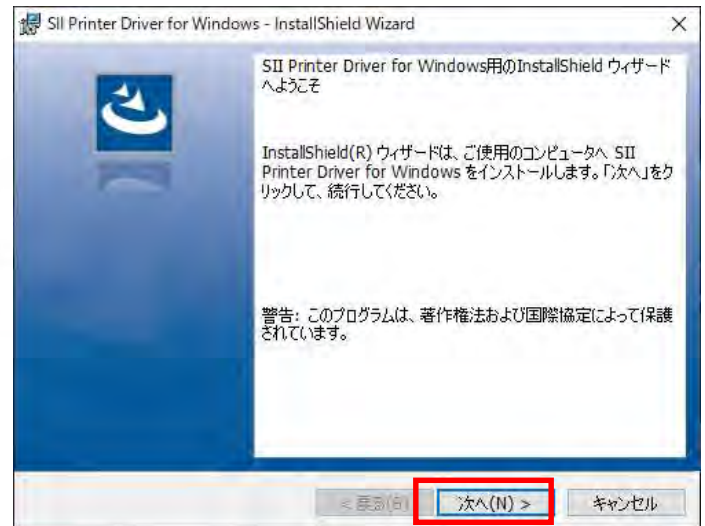 SII Printer Driver for Windows - InstallShield Wizard
SII Printer Driver for Windows用のInstallShield ウィザード
へようこそ
InstallShield(R) ウィザードは、ご使用のコンピュータへ SII
Printer Driver for Windows をインストールします。「次へ」をク
リックして、続行してください。
警告: このプログラムは、著作権法および国際協定によって保護
されています。
< 戻る(B) 次へ(N) > キャンセル